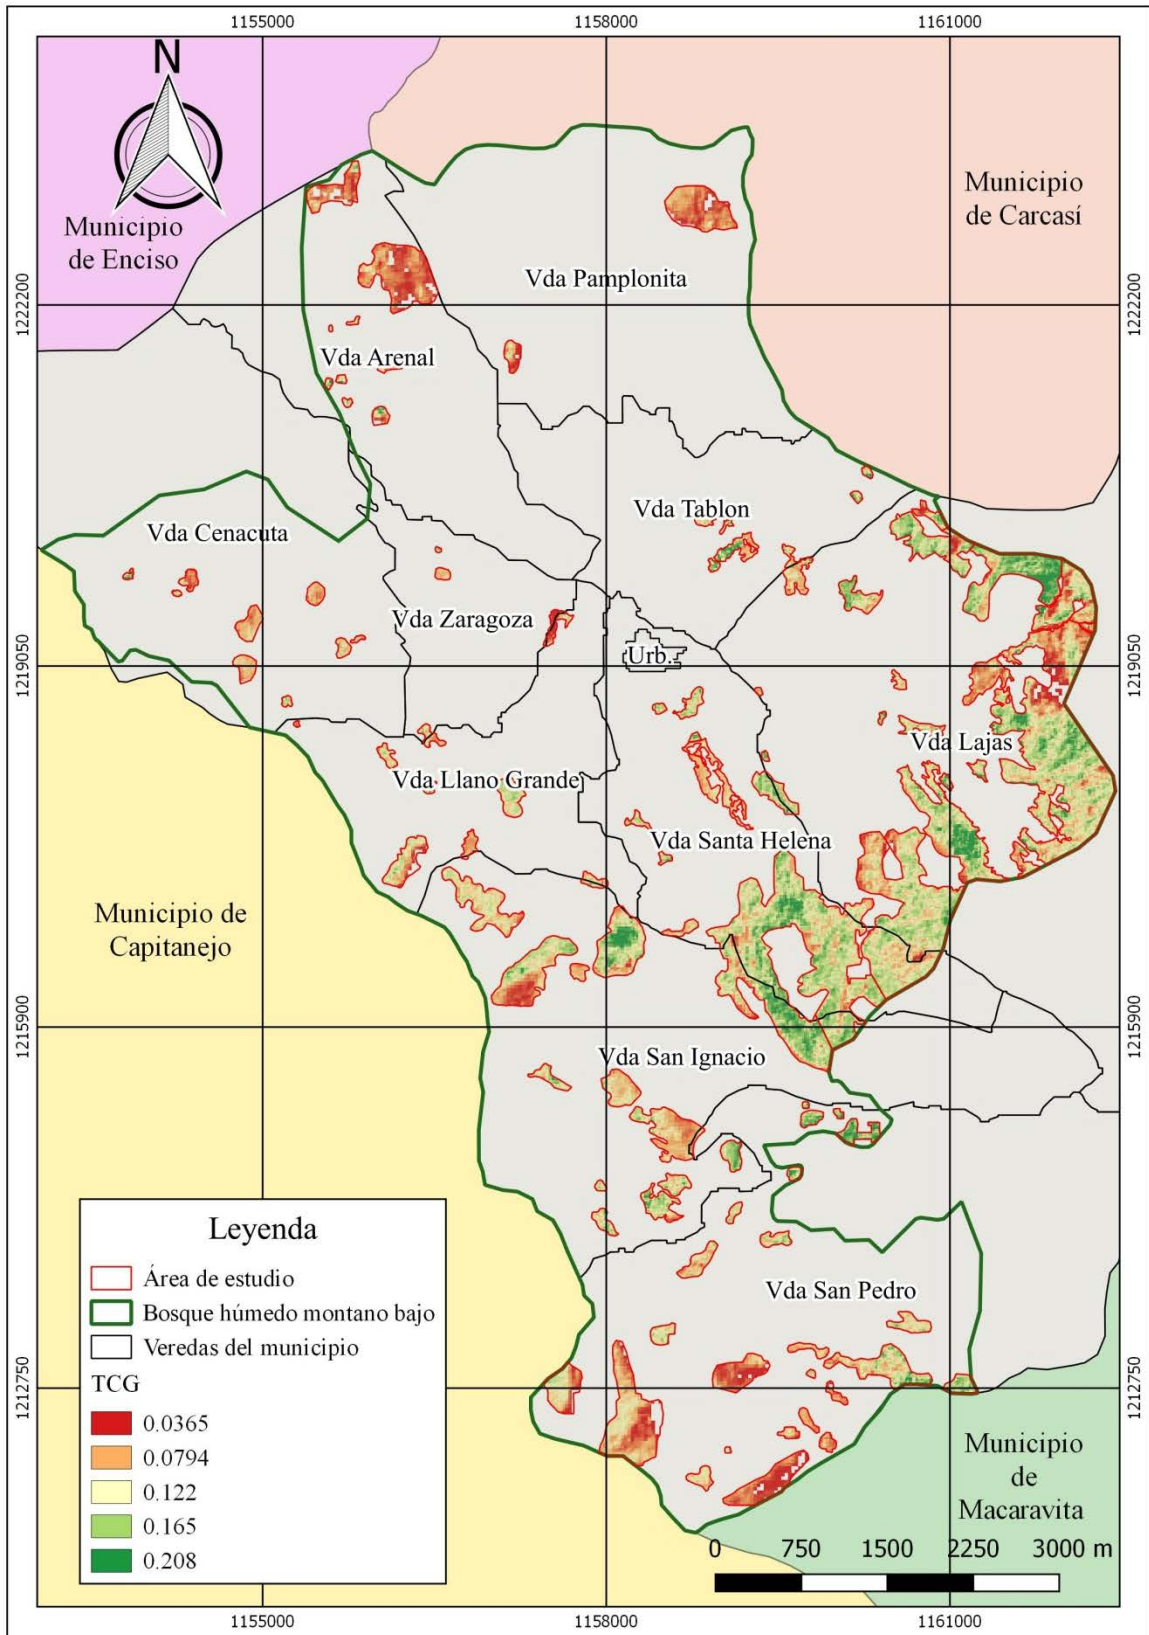 1155000
1158000
1161000
N
Municipio
de Enciso
Municipio
de Carcasí
Vda Pamplonita
1222200
1222200
Vda Arenal
Vda Tablon
Vda Cenacuta
Vda Zaragoza
Urb.
1219050
1219050
Vda Lajas
Vda Llano Grande
Vda Santa Helena
Municipio de
Capitanejo
1215900
1215900
Vda San Ignacio
Leyenda
Área de estudio
Bosque húmedo montano bajo
Veredas del municipio
TCG
0.0365
0.0794
0.122
0.165
0.208
Vda San Pedro
1212750
1212750
Municipio
de
Macaravita
0 750 1500 2250 3000 m
1155000
1158000
1161000